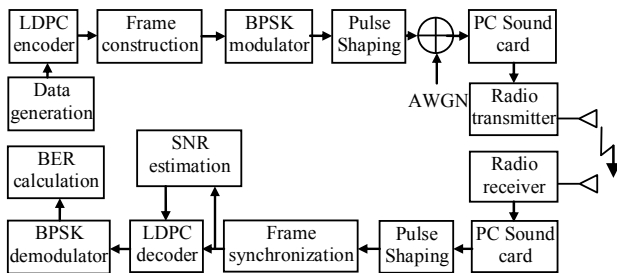 LDPC
encoder
Frame
construction
BPSK
modulator
Pulse
Shaping
PC Sound
card
Data
generation
AWGN
Radio
transmitter
BER
calculation
SNR
estimation
Radio
receiver
BPSK
demodulator
LDPC
decoder
Frame
synchronization
Pulse
Shaping
PC Sound
card